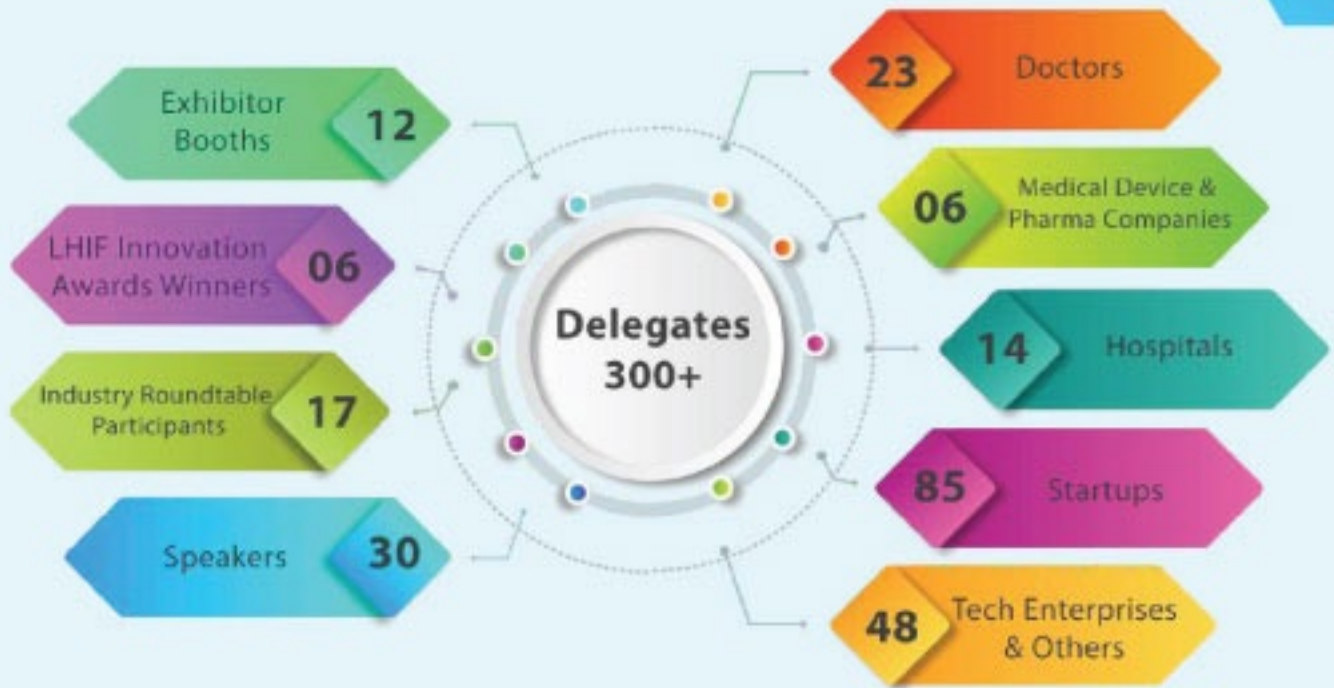 Exhibitor
Booths
12
LHIF Innovation
Awards Winners
06
Industry Roundtable
Participants
17
Speakers
30
Delegates
300+
23
Doctors
06
Medical Device &
Pharma Companies
14
Hospitals
85
Startups
48
Tech Enterprises
& Others